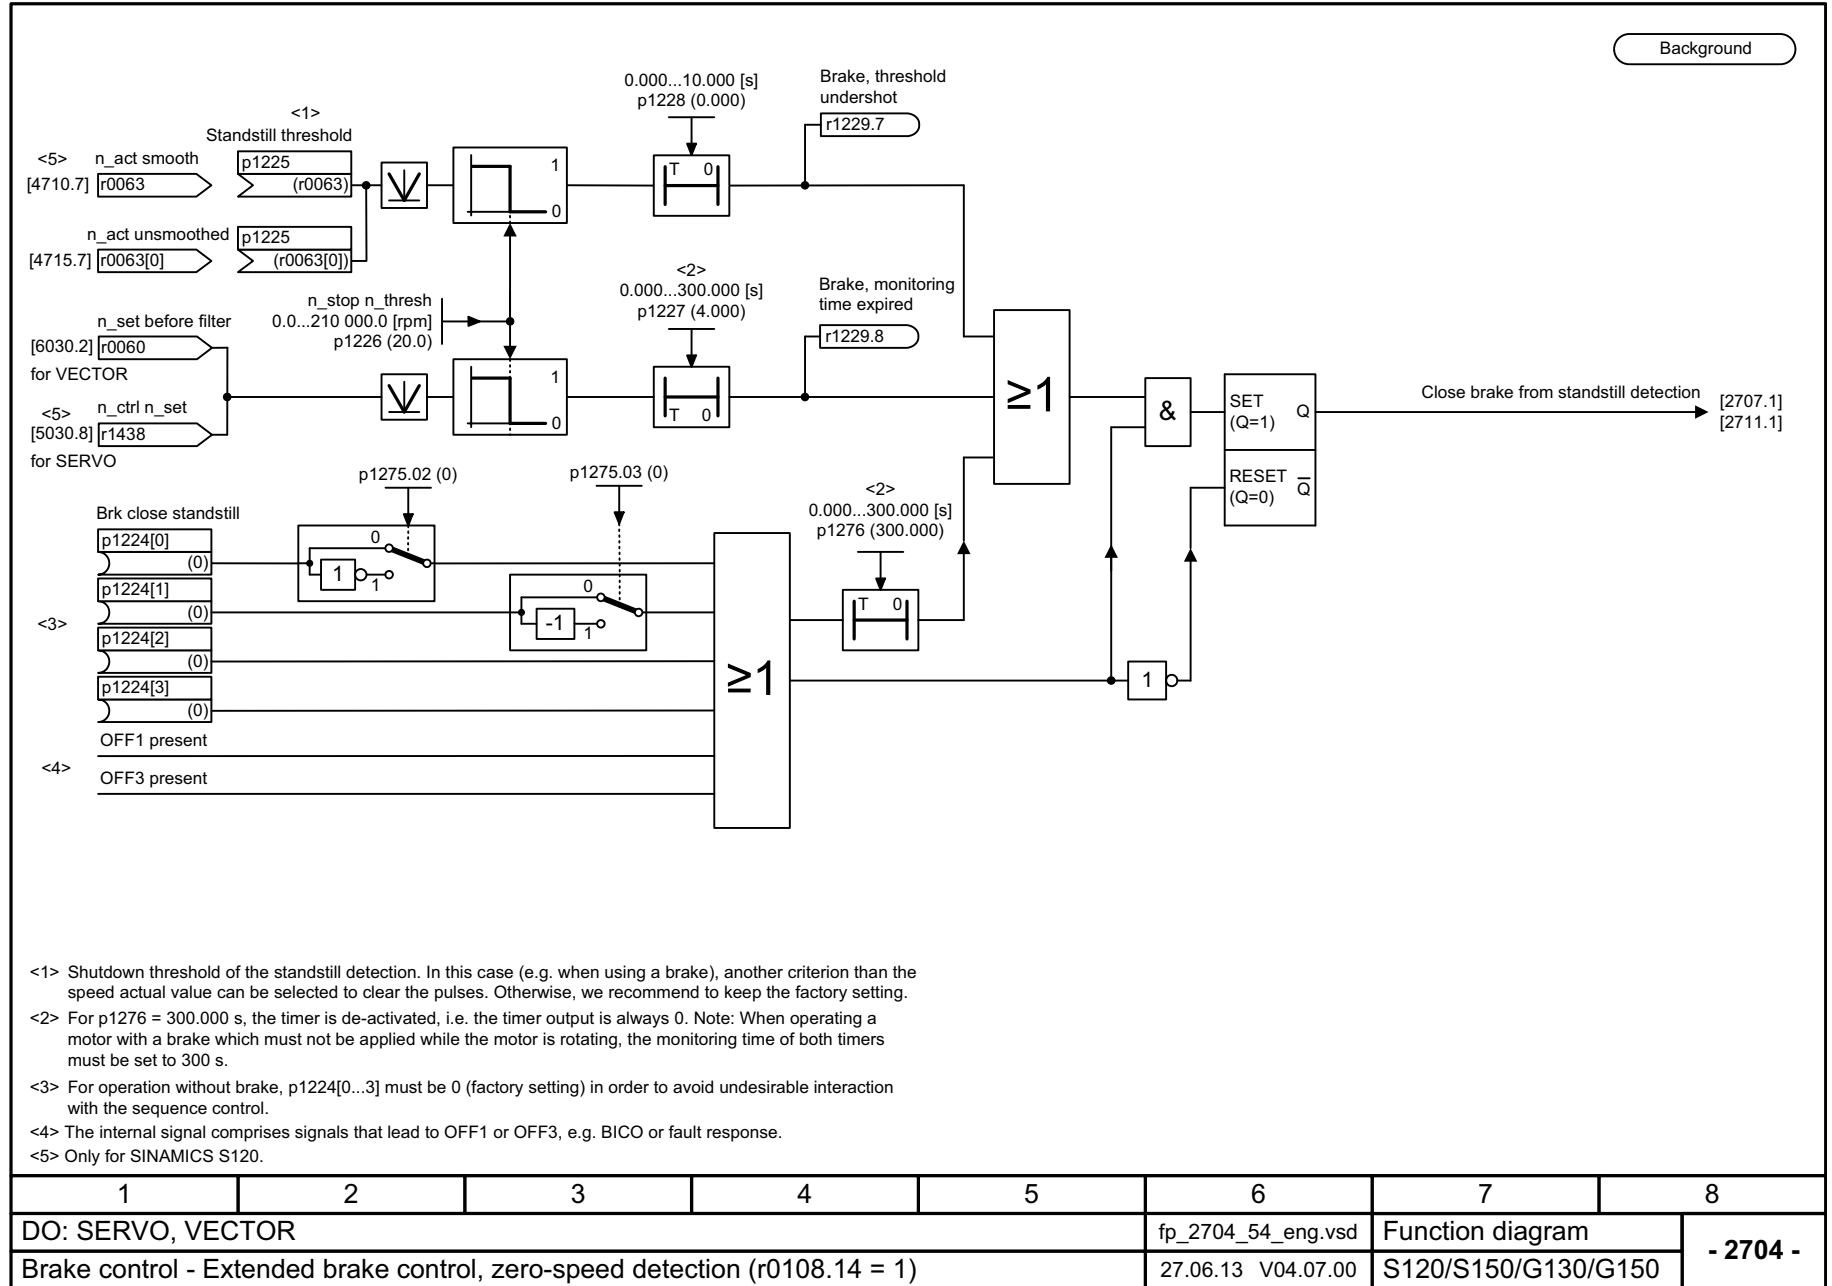 Background
0.000...10.000 [s]
p1228 (0.000)
Brake, threshold
undershot
r1229.7
<1>
Standstill threshold
<5> n_act smooth
[4710.7] r0063
p1225
(r0063)
1
0
T 0
n_act unsmoothed
[4715.7] r0063[0]
p1225
(r0063[0])
<2>
0.000...300.000 [s]
p1227 (4.000)
Brake, monitoring
time expired
r1229.8
n_stop n_thresh
0.0...210 000.0 [rpm]
p1226 (20.0)
n_set before filter
[6030.2] r0060
for VECTOR
<5> n_ctrl n_set
[5030.8] r1438
for SERVO
1
0
T 0
≥1
&
SET
(Q=1)
Q
RESET
(Q=0)
Q̅
Close brake from standstill detection
[2707.1]
[2711.1]
p1275.02 (0)
p1275.03 (0)
<2>
0.000...300.000 [s]
p1276 (300.000)
Brk close standstill
p1224[0]
(0)
0
1
1
p1224[1]
(0)
0
-1
1
<3>
p1224[2]
(0)
p1224[3]
(0)
T 0
≥1
1
OFF1 present
<4>
OFF3 present
<1> Shutdown threshold of the standstill detection. In this case (e.g. when using a brake), another criterion than the
speed actual value can be selected to clear the pulses. Otherwise, we recommend to keep the factory setting.
<2> For p1276 = 300.000 s, the timer is de-activated, i.e. the timer output is always 0. Note: When operating a
motor with a brake which must not be applied while the motor is rotating, the monitoring time of both timers
must be set to 300 s.
<3> For operation without brake, p1224[0...3] must be 0 (factory setting) in order to avoid undesirable interaction
with the sequence control.
<4> The internal signal comprises signals that lead to OFF1 or OFF3, e.g. BICO or fault response.
<5> Only for SINAMICS S120.
1 2 3 4 5 6 7 8
DO: SERVO, VECTOR
fp_2704_54_eng.vsd
Function diagram
- 2704 -
Brake control - Extended brake control, zero-speed detection (r0108.14 = 1)
27.06.13 V04.07.00
S120/S150/G130/G150